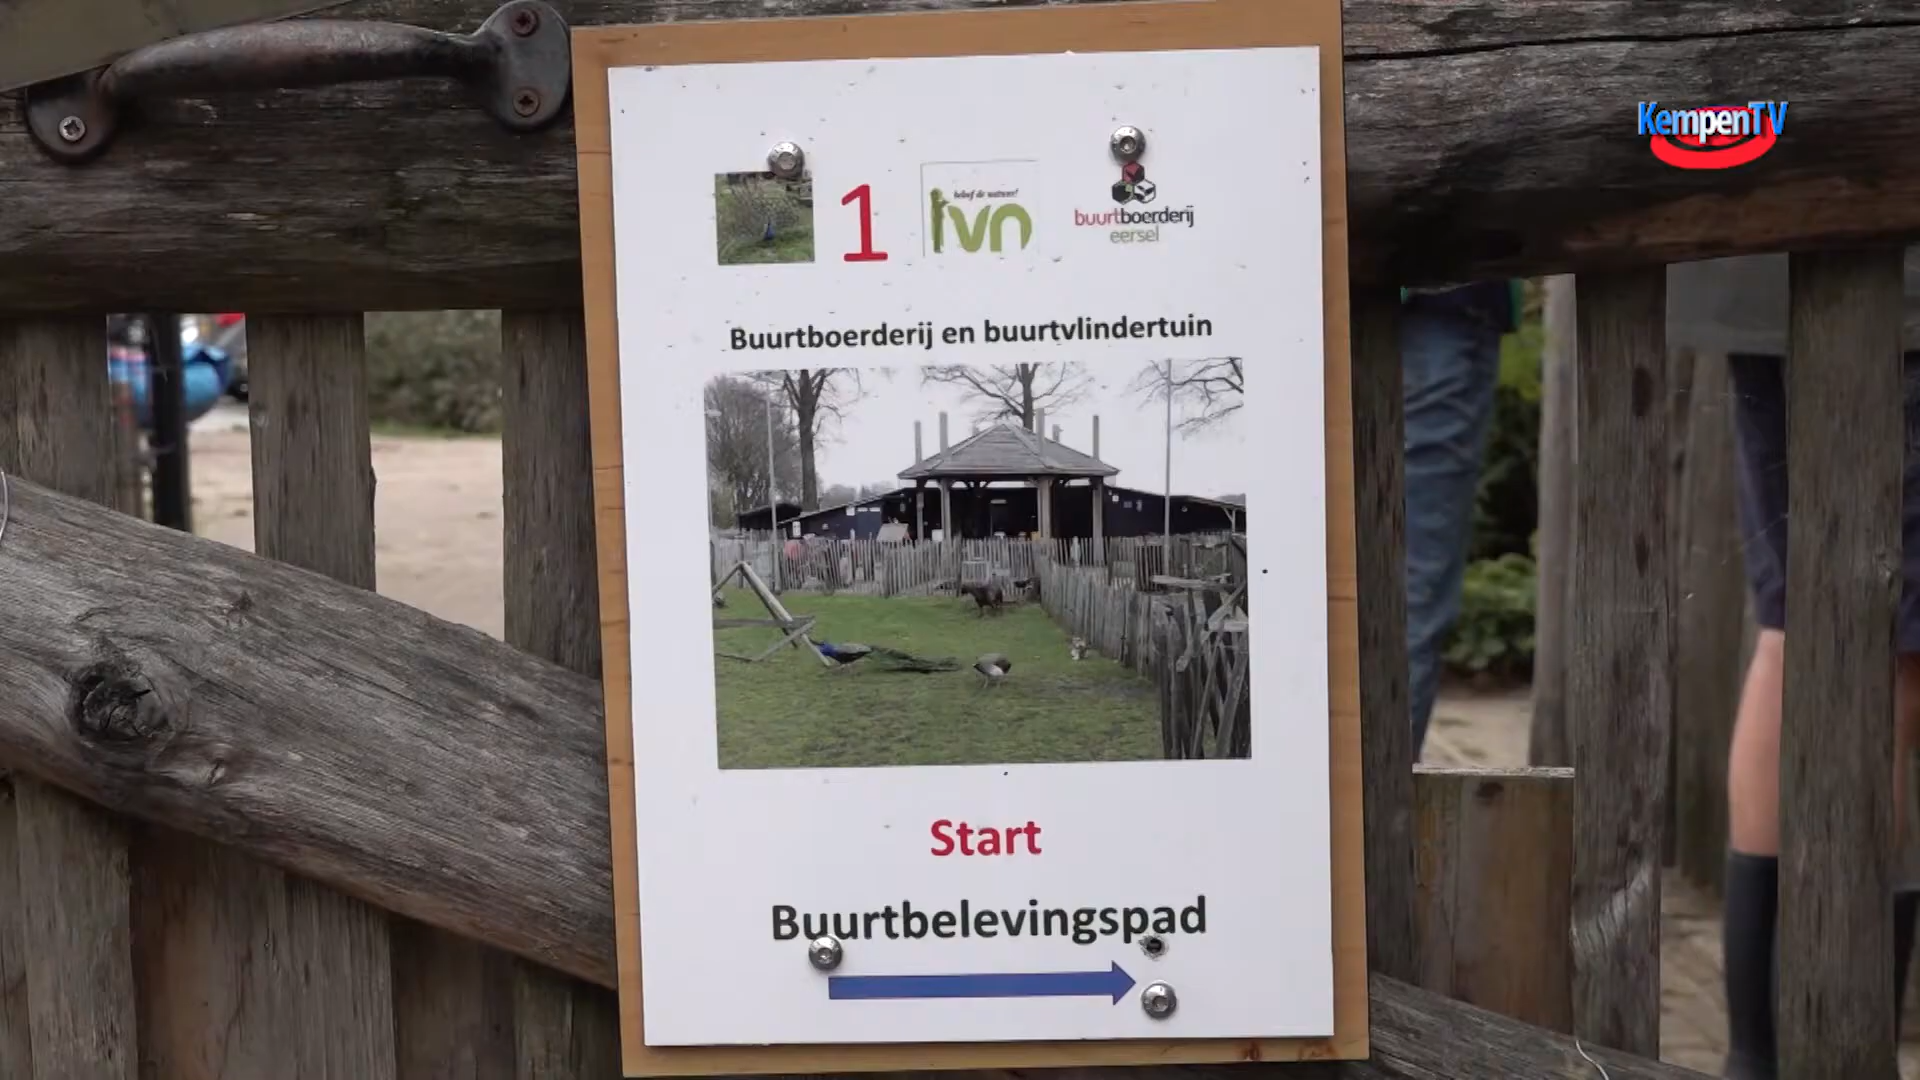 KempenTV
1
beleef de natuur!
ivn
buurtboerderij
eersel
Buurtboerderij en buurtvlindertuin
Start
Buurtbelevingspad